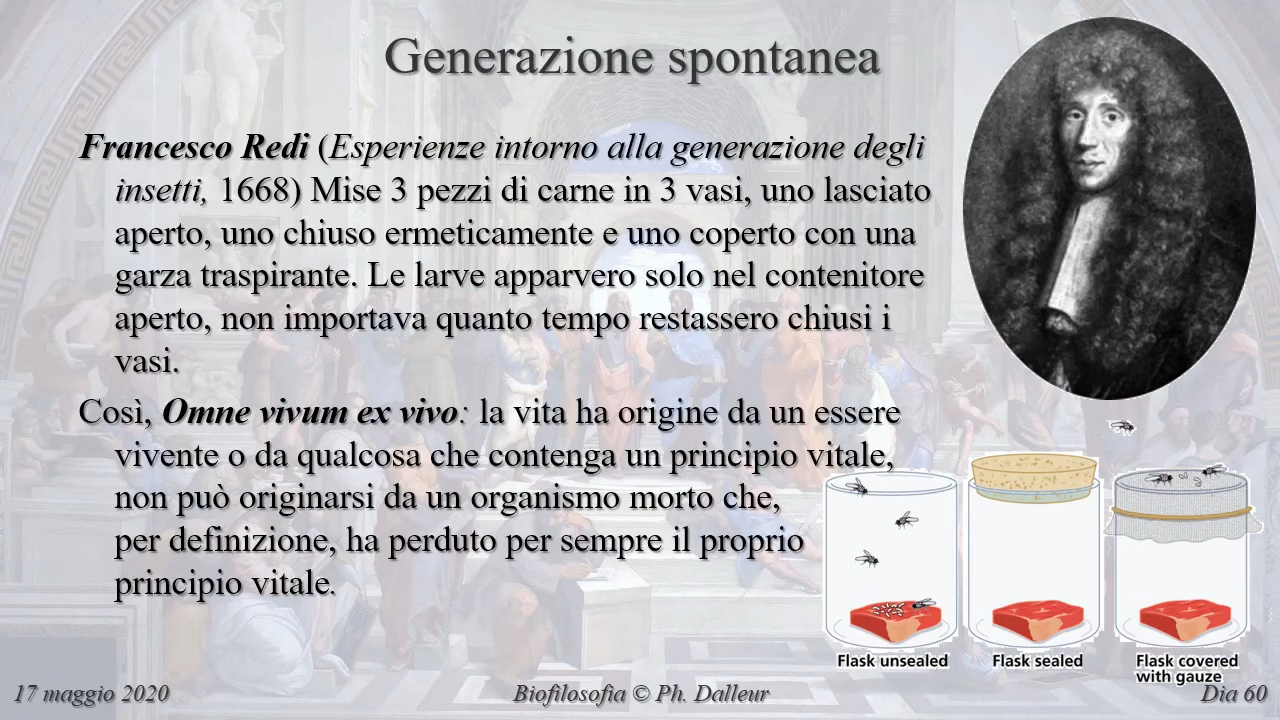 Generazione spontanea
Francesco Redi (Esperienze intorno alla generazione degli
insetti, 1668) Mise 3 pezzi di carne in 3 vasi, uno lasciato
aperto, uno chiuso ermeticamente e uno coperto con una
garza traspirante. Le larve apparvero solo nel contenitore
aperto, non importava quanto tempo restassero chiusi i
vasi.
Così, Omne vivum ex vivo: la vita ha origine da un essere
vivente o da qualcosa che contenga un principio vitale,
non può originarsi da un organismo morto che,
per definizione, ha perduto per sempre il proprio
principio vitale.
Flask unsealed
Flask sealed
Flask covered
with gauze
17 maggio 2020
Biofilosofia © Ph. Dalleur
Dia 60